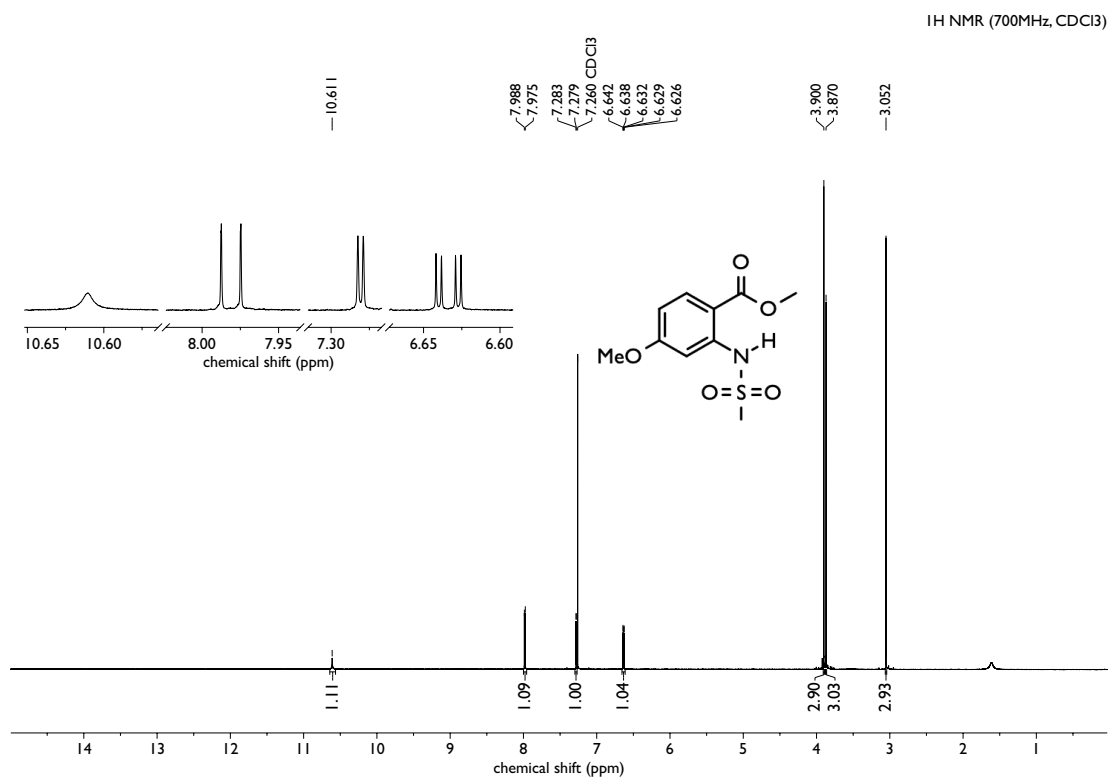 1H NMR (700MHz, CDCl3)
10.611
7.988
7.975
7.283
7.279
7.260 CDCl3
6.642
6.638
6.632
6.629
6.626
3.900
3.870
3.052
10.65 10.60 8.00 7.95 7.30 6.65 6.60
chemical shift (ppm)
O
O
MeO
N
H
O=S=O
1.11
1.09
1.00
1.04
2.90
3.03
2.93
14 13 12 11 10 9 8 7 6 5 4 3 2 1
chemical shift (ppm)